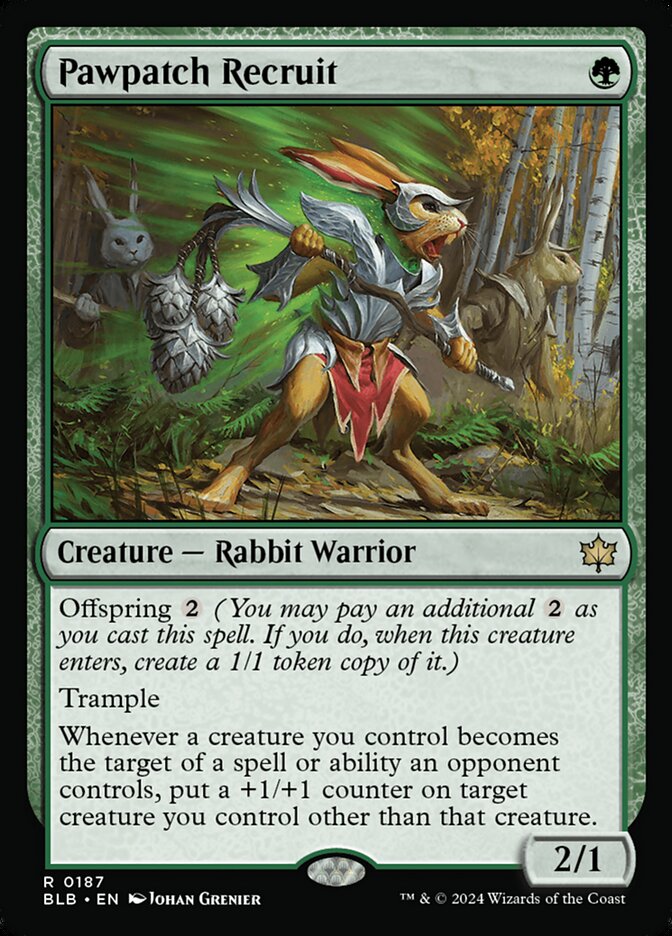 Pawpatch Recruit
Creature — Rabbit Warrior
Offspring 2 (You may pay an additional 2 as
you cast this spell. If you do, when this creature
enters, create a 1/1 token copy of it.)
Trample
Whenever a creature you control becomes
the target of a spell or ability an opponent
controls, put a +1/+1 counter on target
creature you control other than that creature.
2/1
R 0187
BLB • EN Johan Grenier
™ & © 2024 Wizards of the Coast